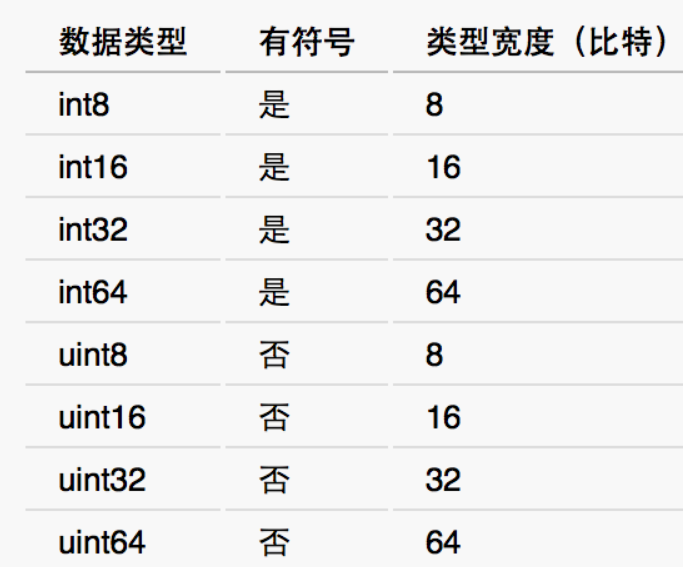 数据类型 有符号 类型宽度（比特）
int8 是 8
int16 是 16
int32 是 32
int64 是 64
uint8 否 8
uint16 否 16
uint32 否 32
uint64 否 64